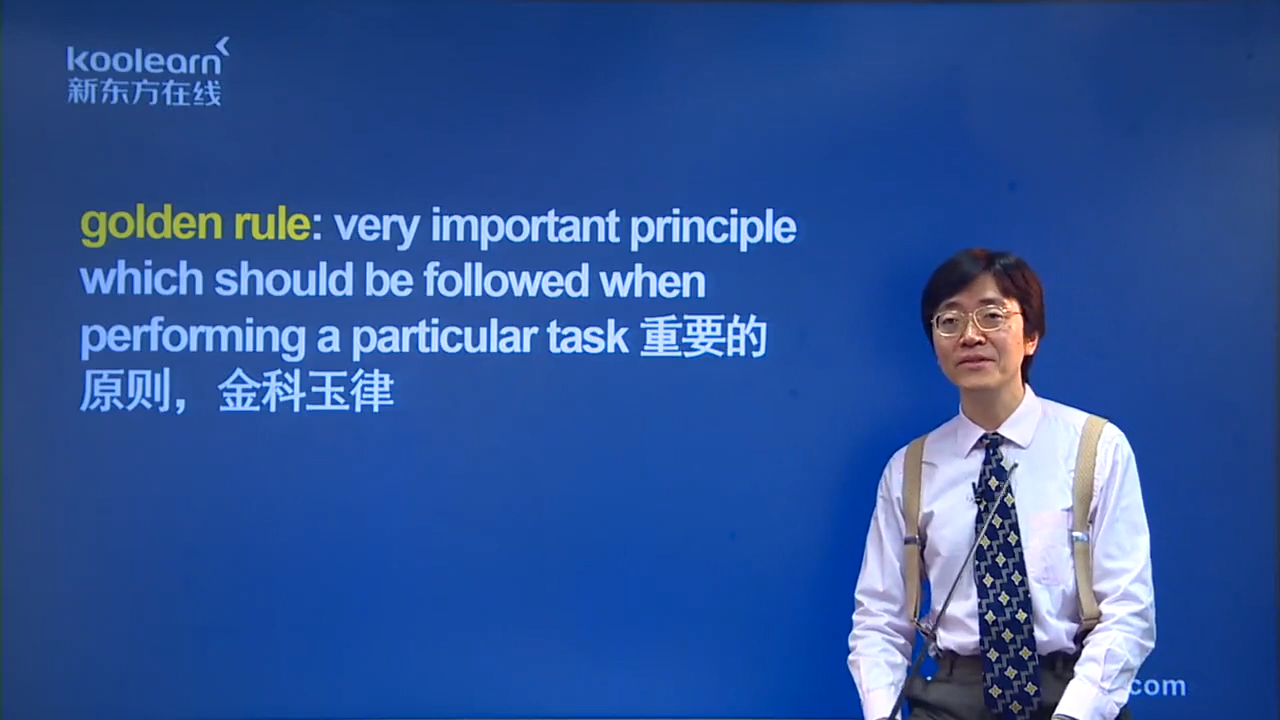 koolearn
新东方在线
golden rule: very important principle
which should be followed when
performing a particular task 重要的
原则，金科玉律
.com